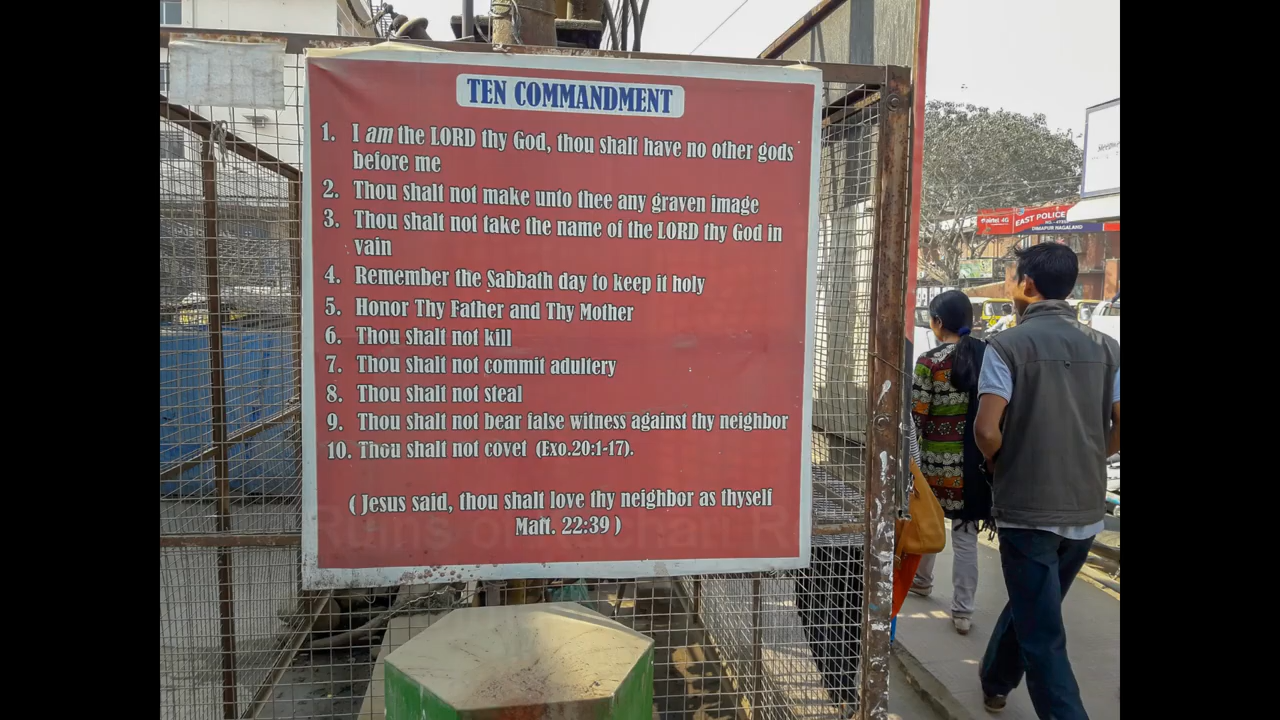 TEN COMMANDMENT
1. I am the LORD thy God, thou shalt have no other gods
before me
2. Thou shalt not make unto thee any graven image
3. Thou shalt not take the name of the LORD thy God in
vain
4. Remember the Sabbath day to keep it holy
5. Honor Thy Father and Thy Mother
6. Thou shalt not kill
7. Thou shalt not commit adultery
8. Thou shalt not steal
9. Thou shalt not bear false witness against thy neighbor
10. Thou shalt not covet (Exo.20:1-17).
(Jesus said, thou shalt love thy neighbor as thyself
Matt. 22:39 )
Ruins of
airtel 4G
EAST POLICE
DIMAPUR NAGALAND